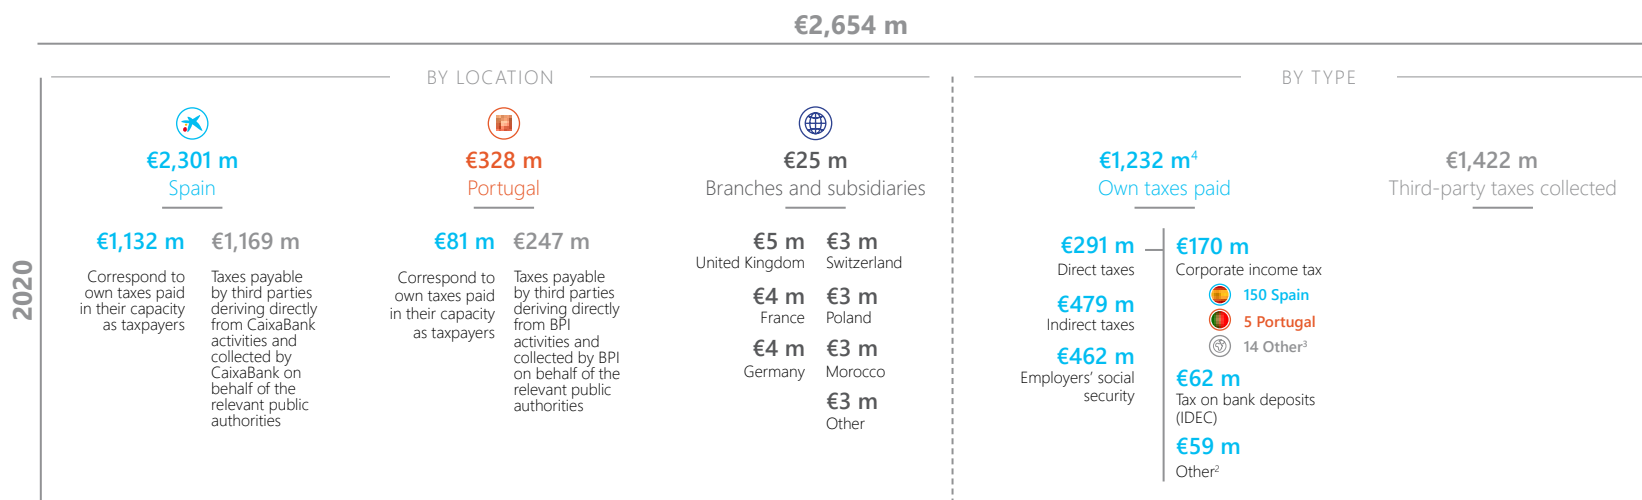 €2,654 m
2020
BY LOCATION
€2,301 m
Spain
€1,132 m
Correspond to
own taxes paid
in their capacity
as taxpayers
€1,169 m
Taxes payable
by third parties
deriving directly
from CaixaBank
activities and
collected by
CaixaBank on
behalf of the
relevant public
authorities
€328 m
Portugal
€81 m
Correspond to
own taxes paid
in their capacity
as taxpayers
€247 m
Taxes payable
by third parties
deriving directly
from BPI
activities and
collected by BPI
on behalf of the
relevant public
authorities
€25 m
Branches and subsidiaries
€5 m
United Kingdom
€4 m
France
€4 m
Germany
€3 m
Switzerland
€3 m
Poland
€3 m
Morocco
€3 m
Other
BY TYPE
€1,232 m4
Own taxes paid
€291 m
Direct taxes
€479 m
Indirect taxes
€462 m
Employers’ social
security
€170 m
Corporate income tax
150 Spain
5 Portugal
14 Other3
€62 m
Tax on bank deposits
(IDEC)
€59 m
Other2
€1,422 m
Third-party taxes collected